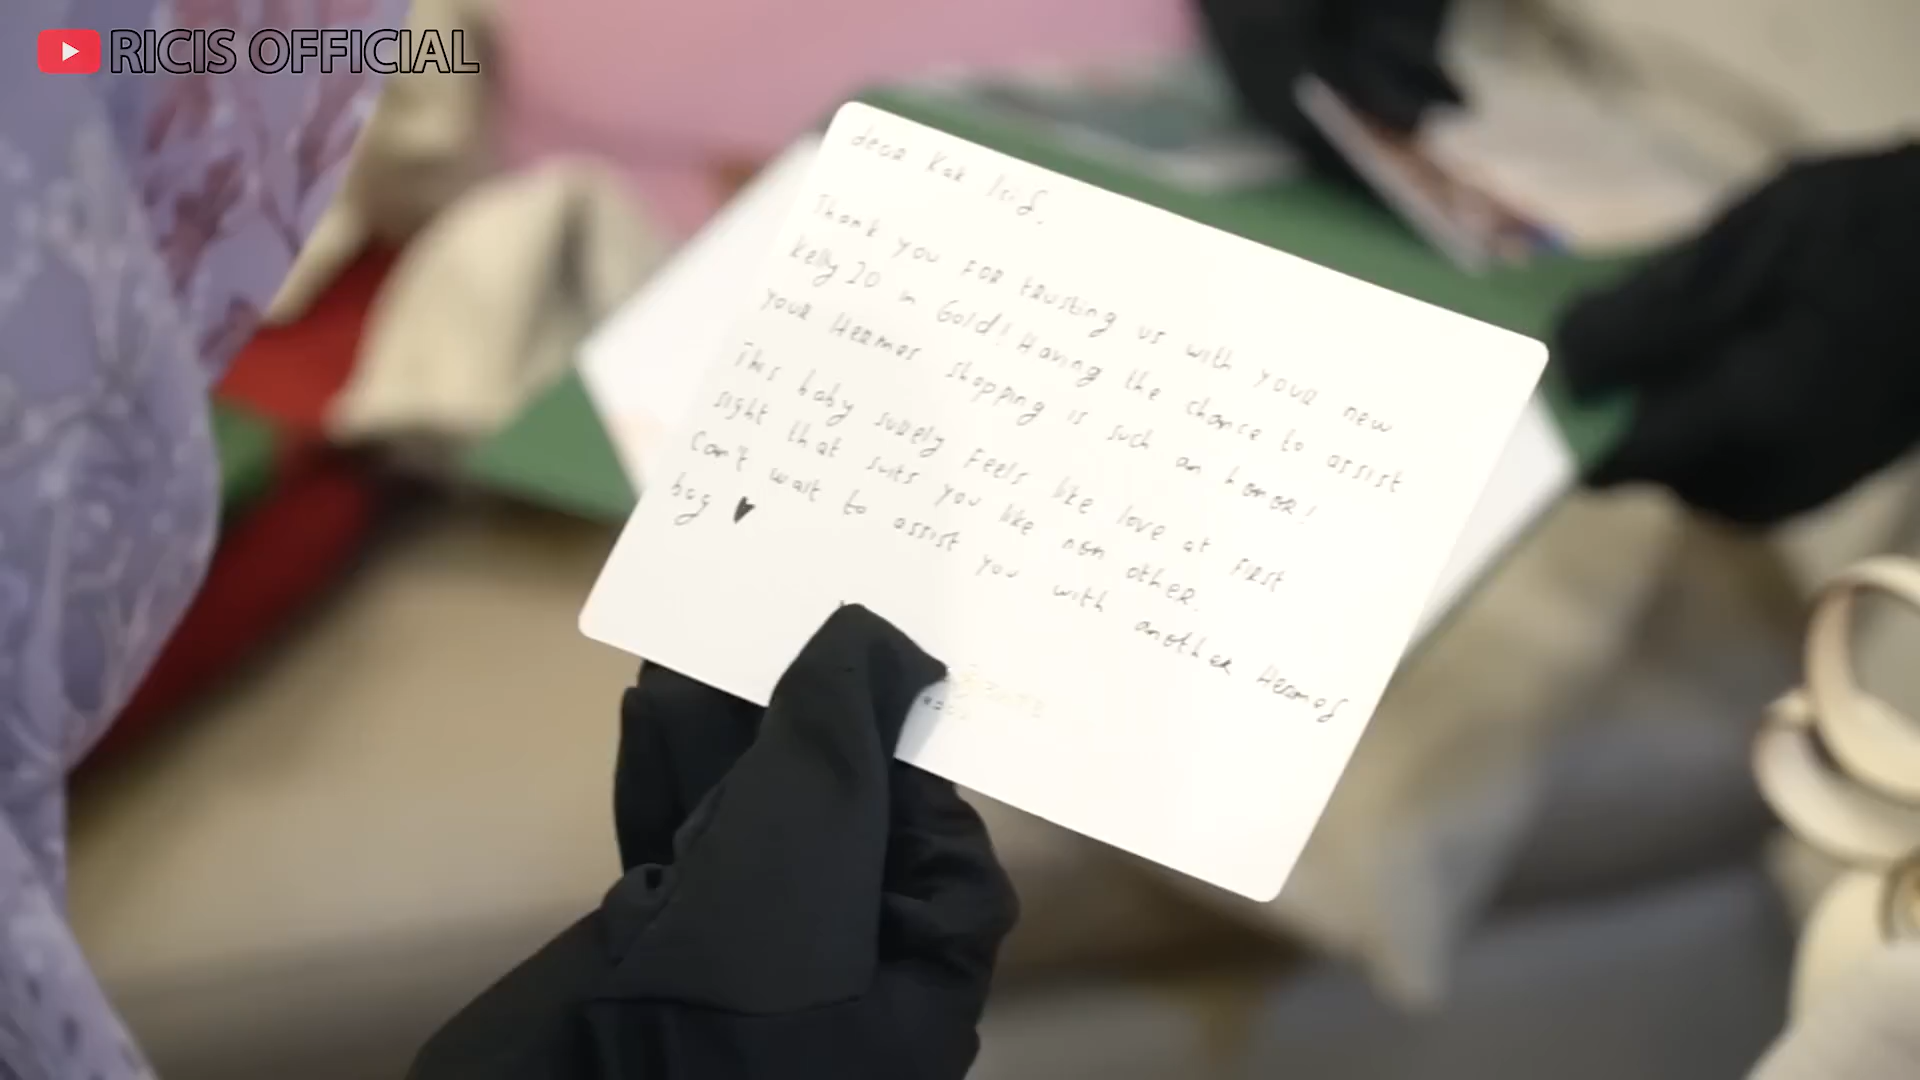 RICIS OFFICIAL
dear Kak Icis,
Thank you for trusting us with your new
Kelly 20 in Gold! Having the chance to assist
your Hermes shopping is such an honor!
This baby surely feels like love at first
sight that suits you like non other.
Can't wait to assist you with another Hermes
bag ♥